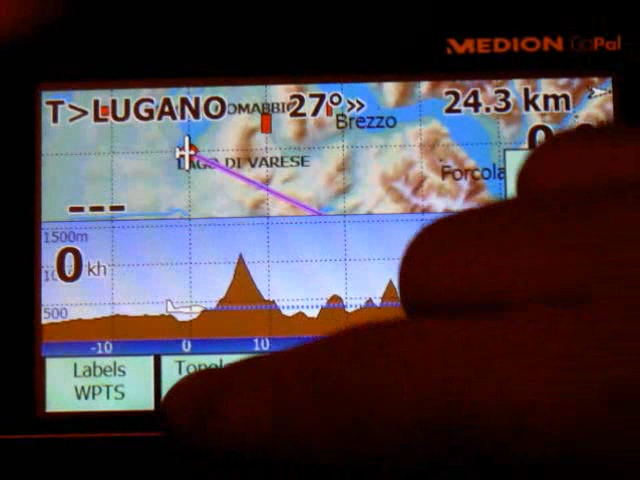 MEDION GoPal
T>LUGANO OMABBIO 27°» 24.3 km
Brezzo
LAGO DI VARESE
Forcola
---
1500m
0 kh
500
-10 0 10
Labels
WPTS